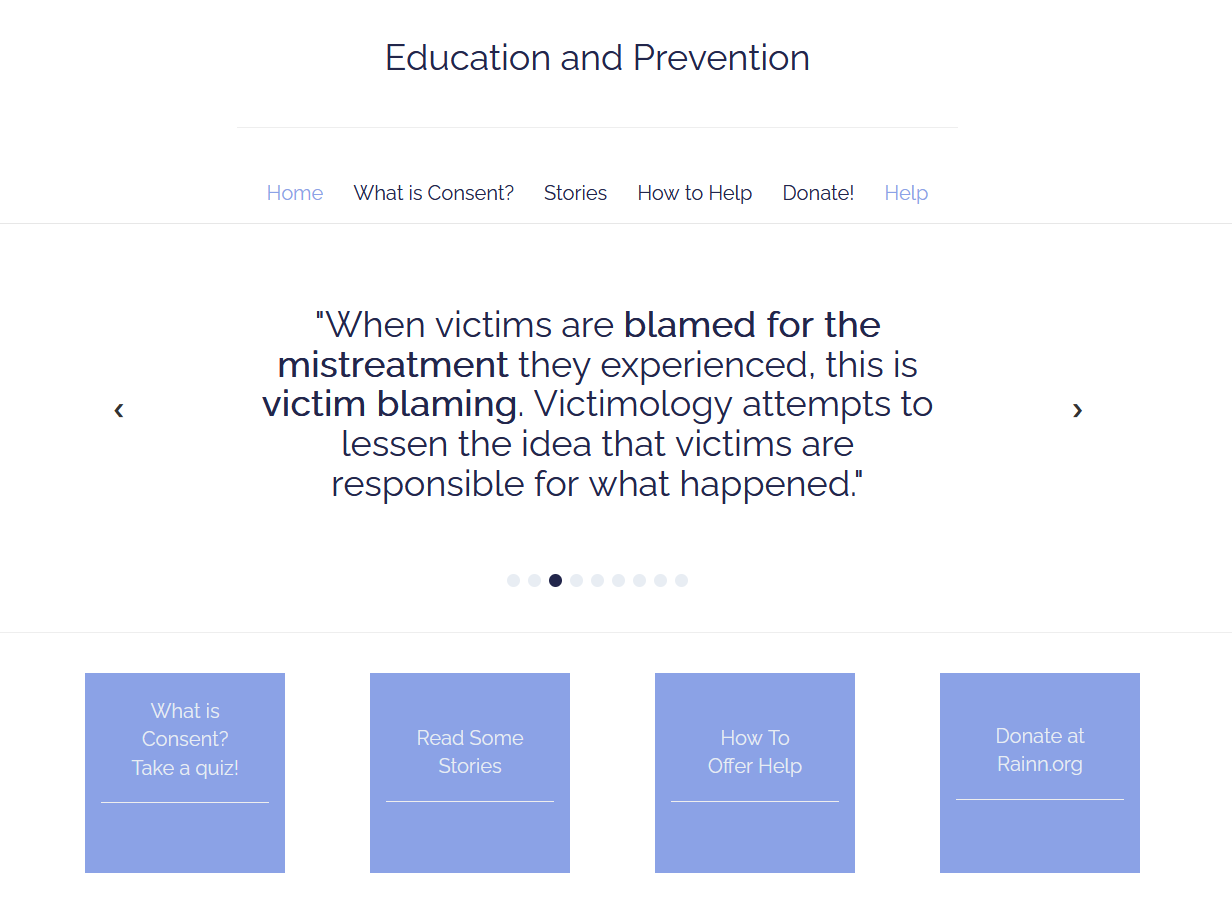 Education and Prevention
Home What is Consent? Stories How to Help Donate! Help
"When victims are blamed for the
mistreatment they experienced, this is
victim blaming. Victimology attempts to
lessen the idea that victims are
responsible for what happened."
‹ ›
What is
Consent?
Take a quiz!
Read Some
Stories
How To
Offer Help
Donate at
Rainn.org